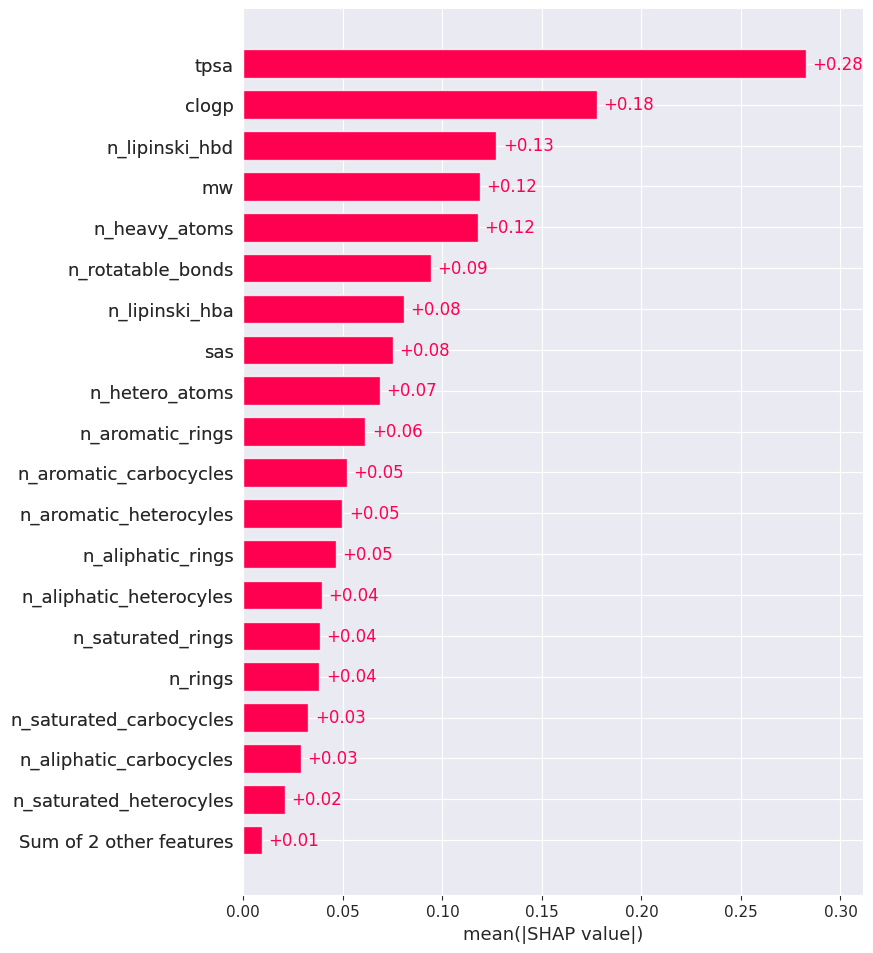 tpsa +0.28
clogp +0.18
n_lipinski_hbd +0.13
mw +0.12
n_heavy_atoms +0.12
n_rotatable_bonds +0.09
n_lipinski_hba +0.08
sas +0.08
n_hetero_atoms +0.07
n_aromatic_rings +0.06
n_aromatic_carbocycles +0.05
n_aromatic_heterocyles +0.05
n_aliphatic_rings +0.05
n_aliphatic_heterocyles +0.04
n_saturated_rings +0.04
n_rings +0.04
n_saturated_carbocycles +0.03
n_aliphatic_carbocycles +0.03
n_saturated_heterocyles +0.02
Sum of 2 other features +0.01
0.00 0.05 0.10 0.15 0.20 0.25 0.30
mean(|SHAP value|)